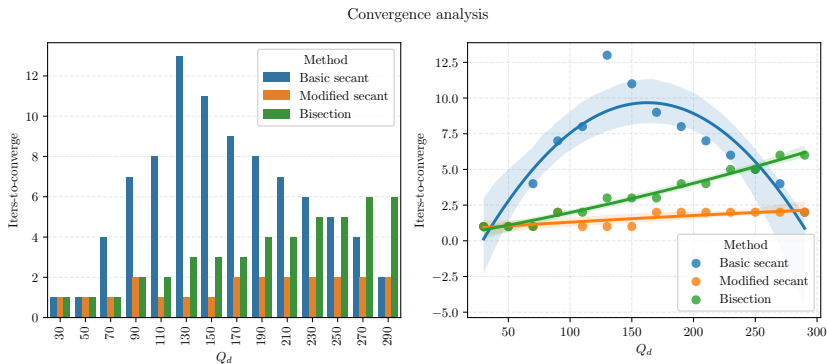 Convergence analysis
Iters-to-converge
12
10
8
6
4
2
0
Method
Basic secant
Modified secant
Bisection
30
50
70
90
110
130
150
170
190
210
230
250
270
290
Q_d
Iters-to-converge
12.5
10.0
7.5
5.0
2.5
0.0
−2.5
−5.0
Method
Basic secant
Modified secant
Bisection
50
100
150
200
250
300
Q_d